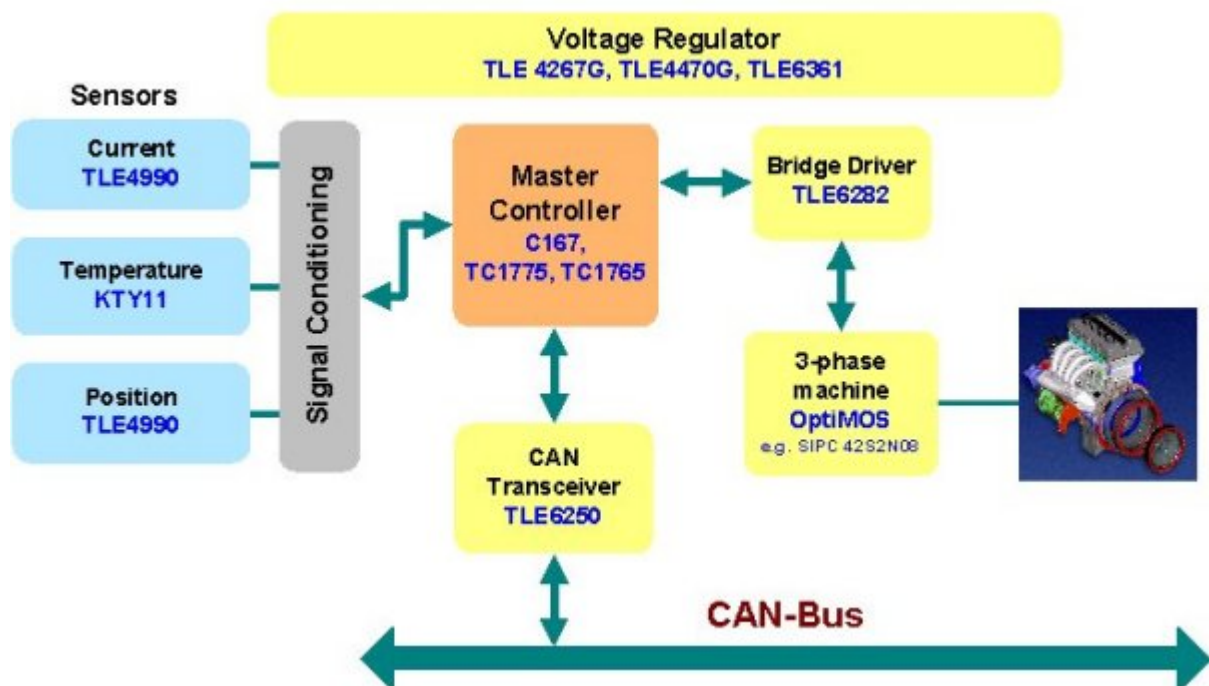 Voltage Regulator
TLE 4267G, TLE4470G, TLE6361
Sensors
Current
TLE4990
Temperature
KTY11
Position
TLE4990
Signal Conditioning
Master
Controller
C167,
TC1775, TC1765
Bridge Driver
TLE6282
3-phase
machine
OptiMOS
e.g. SIPC 42S2N08
CAN
Transceiver
TLE6250
CAN-Bus